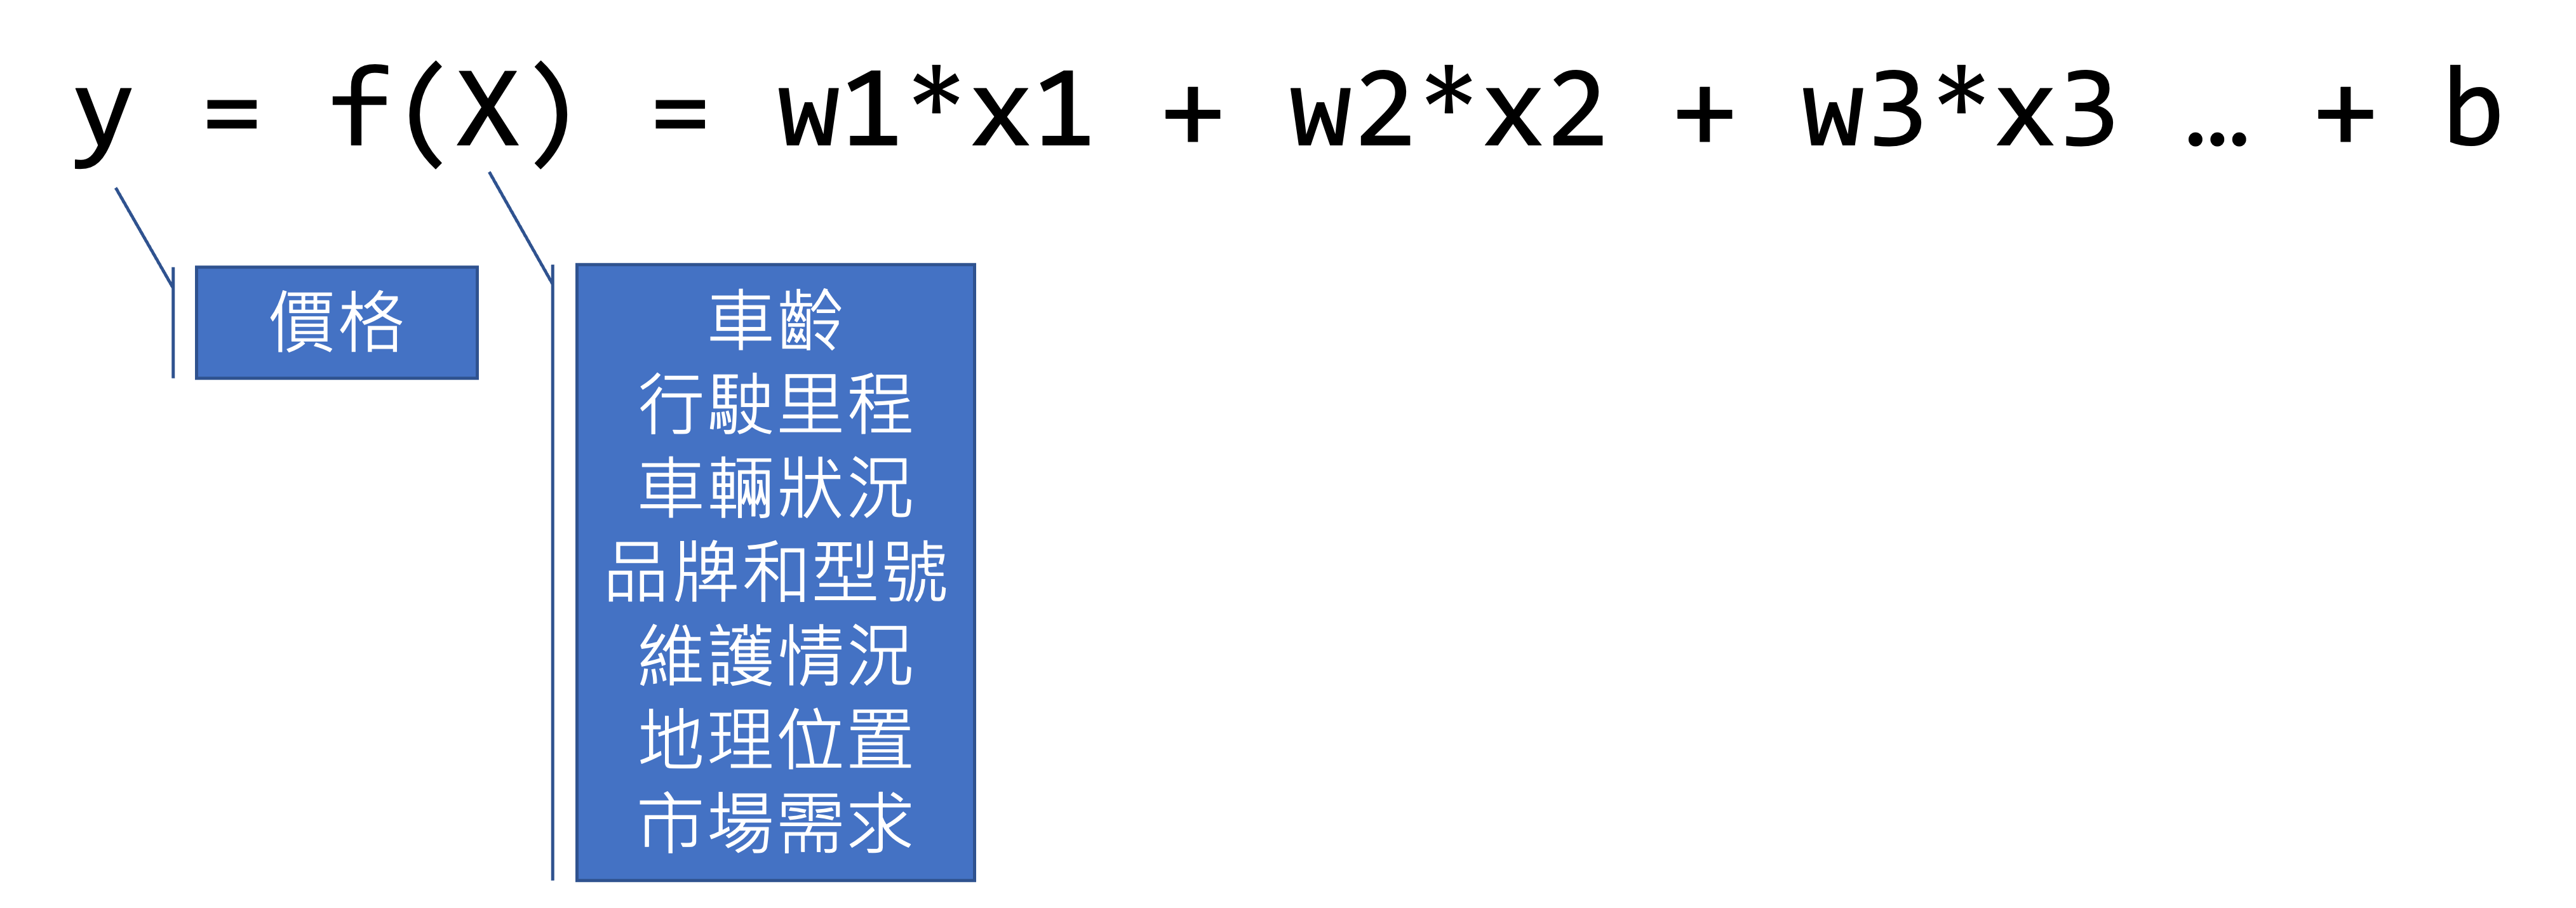 y = f(X) = w1*x1 + w2*x2 + w3*x3 … + b
價格
車齡
行駛里程
車輛狀況
品牌和型號
維護情況
地理位置
市場需求